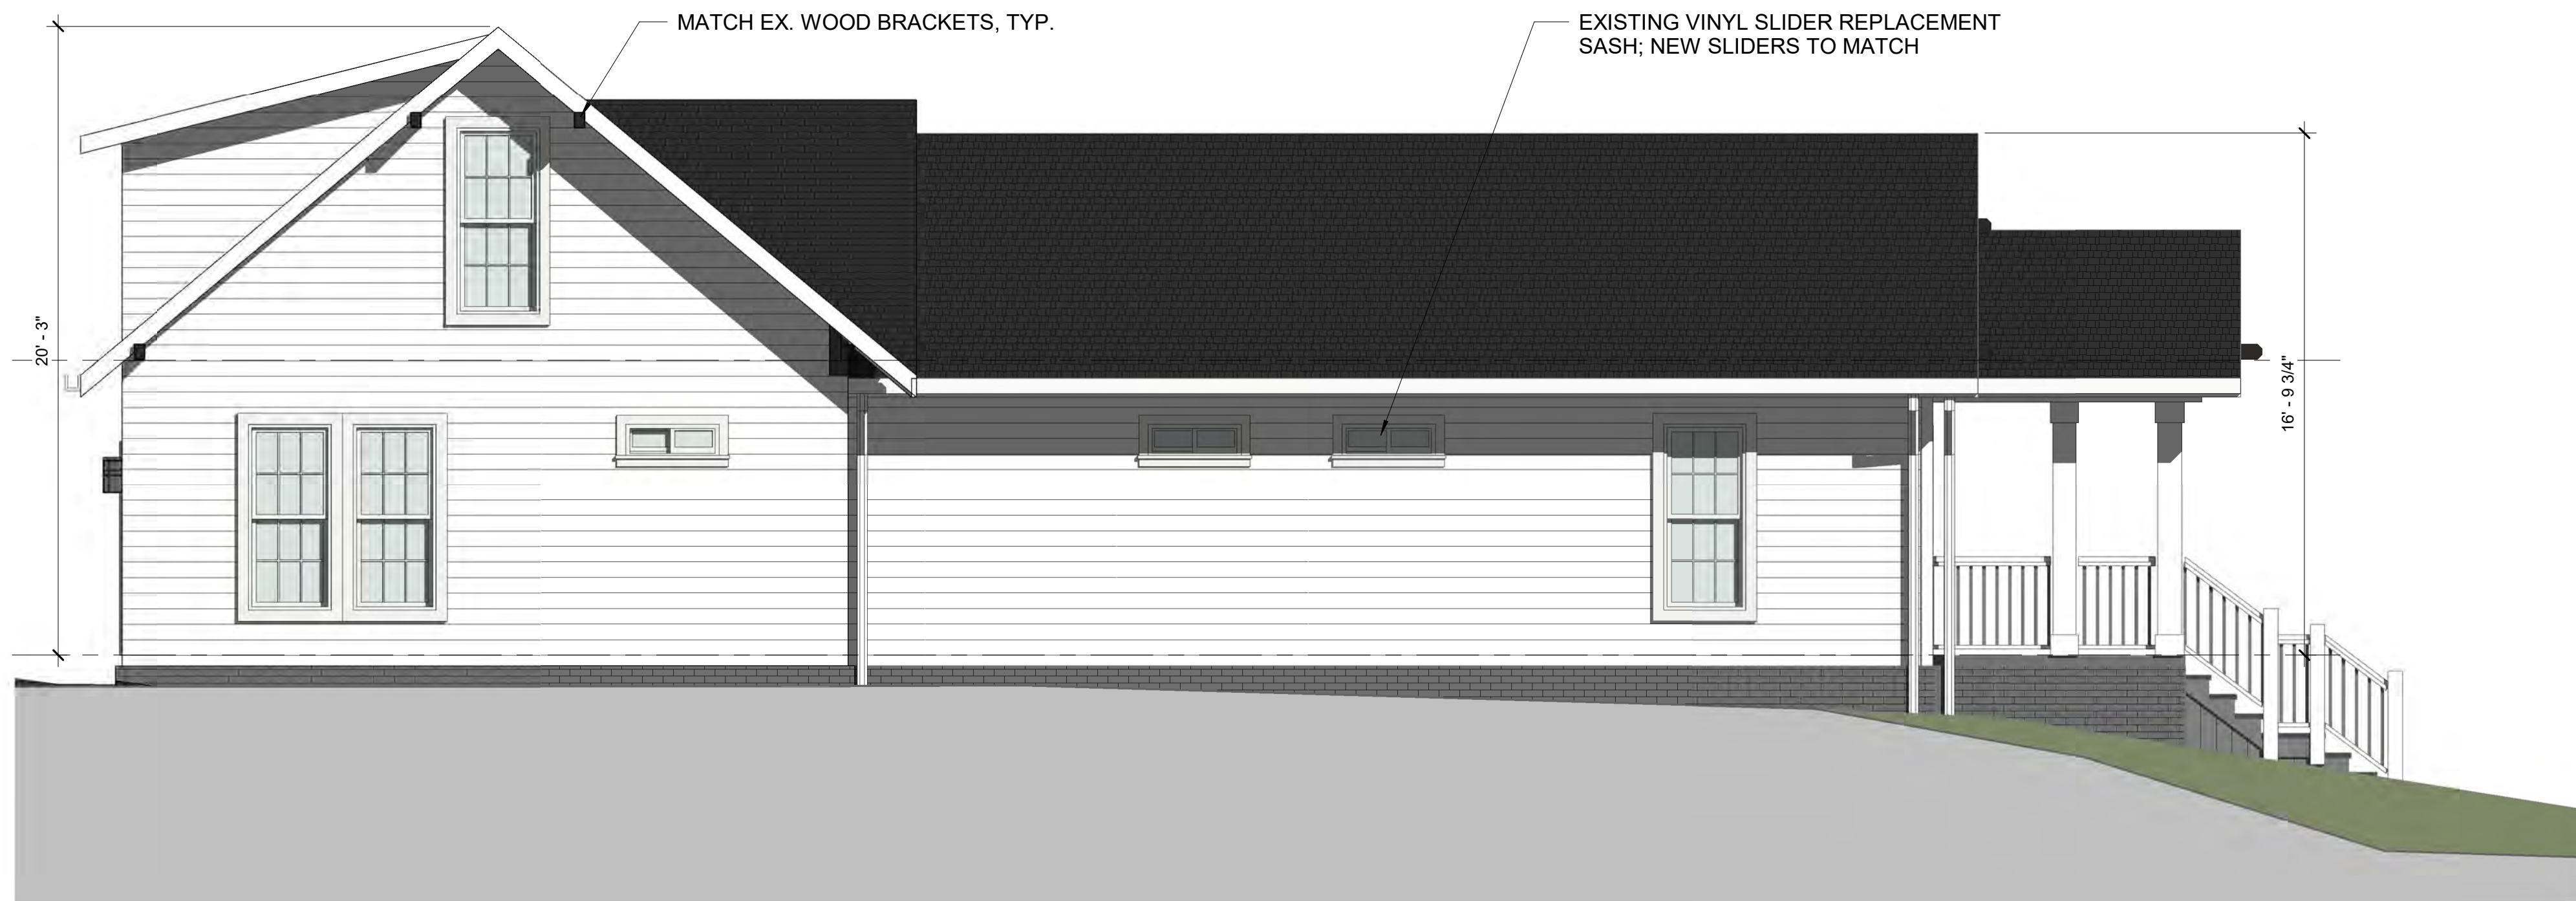 MATCH EX. WOOD BRACKETS, TYP.
EXISTING VINYL SLIDER REPLACEMENT
SASH; NEW SLIDERS TO MATCH
20' - 3"
16' - 9 3/4"